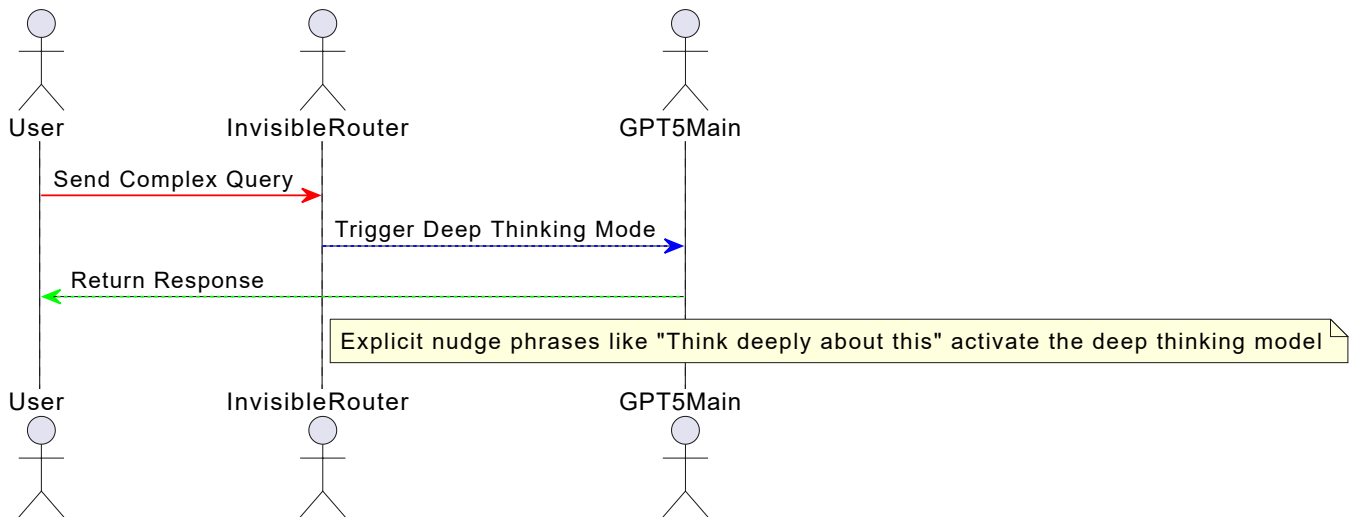 User InvisibleRouter GPT5Main
Send Complex Query
Trigger Deep Thinking Mode
Return Response
Explicit nudge phrases like "Think deeply about this" activate the deep thinking model
User InvisibleRouter GPT5Main